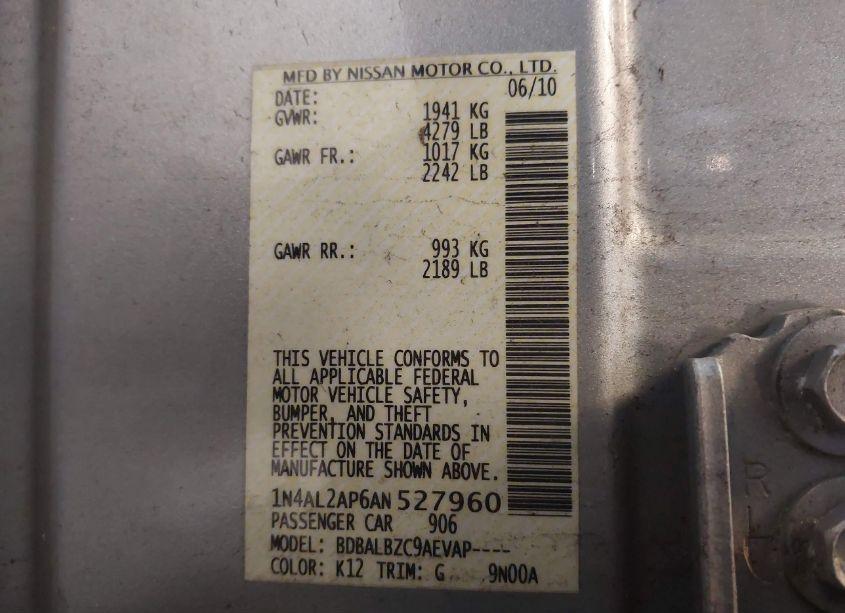 MFD BY NISSAN MOTOR CO., LTD.
DATE: 06/10
GVWR: 1941 KG
4279 LB
GAWR FR.: 1017 KG
2242 LB
GAWR RR.: 993 KG
2189 LB
THIS VEHICLE CONFORMS TO
ALL APPLICABLE FEDERAL
MOTOR VEHICLE SAFETY,
BUMPER, AND THEFT
PREVENTION STANDARDS IN
EFFECT ON THE DATE OF
MANUFACTURE SHOWN ABOVE.
1N4AL2AP6AN527960
PASSENGER CAR 906
MODEL: BDBALBZC9AEVAP----
COLOR: K12 TRIM: G 9N00A
R
L